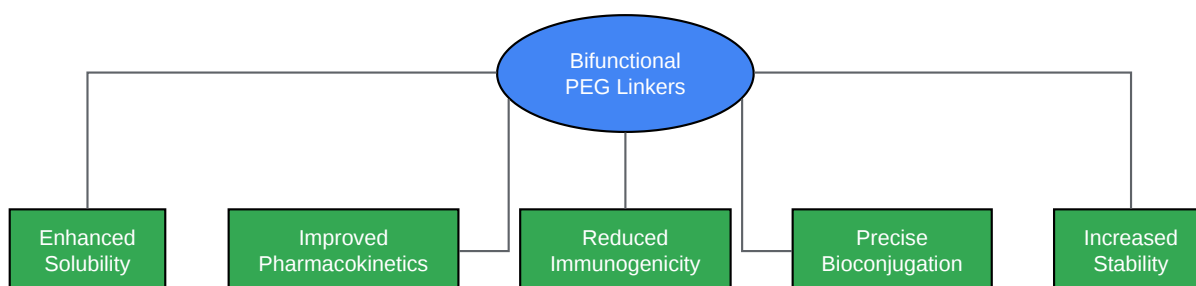 Bifunctional
PEG Linkers
Enhanced
Solubility
Improved
Pharmacokinetics
Reduced
Immunogenicity
Precise
Bioconjugation
Increased
Stability